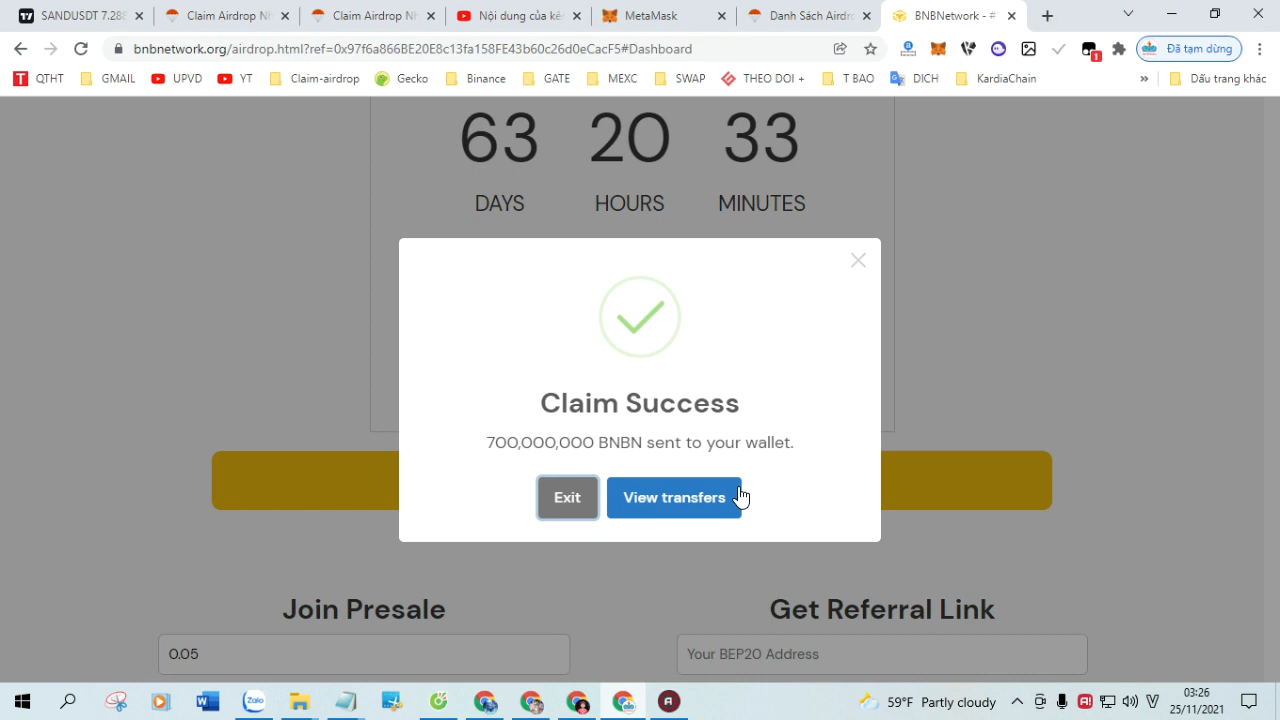 SANDUSDT 7.28
Claim Airdrop N
Claim Airdrop N
Nội dung của kê
MetaMask
Danh Sách Airdro
BNBNetwork - #
bnbnetwork.org/airdrop.htm?ref=0x97f6a866BE20E8c13fa158FE43b60c26d0eCacF5#Dashboard
Đã tạm dừng
QTHT
GMAIL
UPVD
YT
Claim-airdrop
Gecko
Binance
GATE
MEXC
SWAP
THEO DOI +
T BAO
DICH
KardiaChain
»
Dấu trang khác
63 20 33
DAYS HOURS MINUTES
Claim Success
700,000,000 BNBN sent to your wallet.
Exit
View transfers
Join Presale
Get Referral Link
0.05
Your BEP20 Address
Zalo
59°F Partly cloudy
03:26
25/11/2021